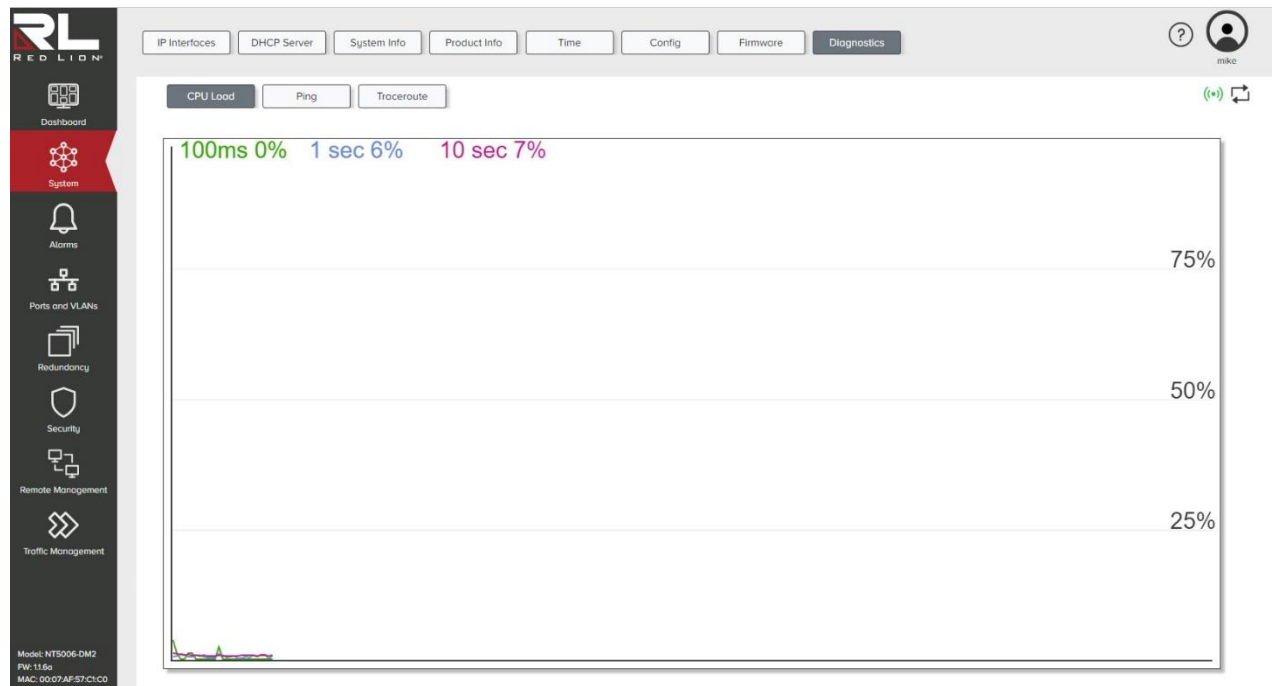 RL
RED LION®
IP Interfaces
DHCP Server
System Info
Product Info
Time
Config
Firmware
Diagnostics
?
mike
Dashboard
System
Alarms
Ports and VLANs
Redundancy
Security
Remote Management
Traffic Management
Model: NT5006-DM2
FW: 1.1.6a
MAC: 00:07:AF:57:C1:C0
CPU Load
Ping
Traceroute
100ms 0% 1 sec 6% 10 sec 7%
75%
50%
25%